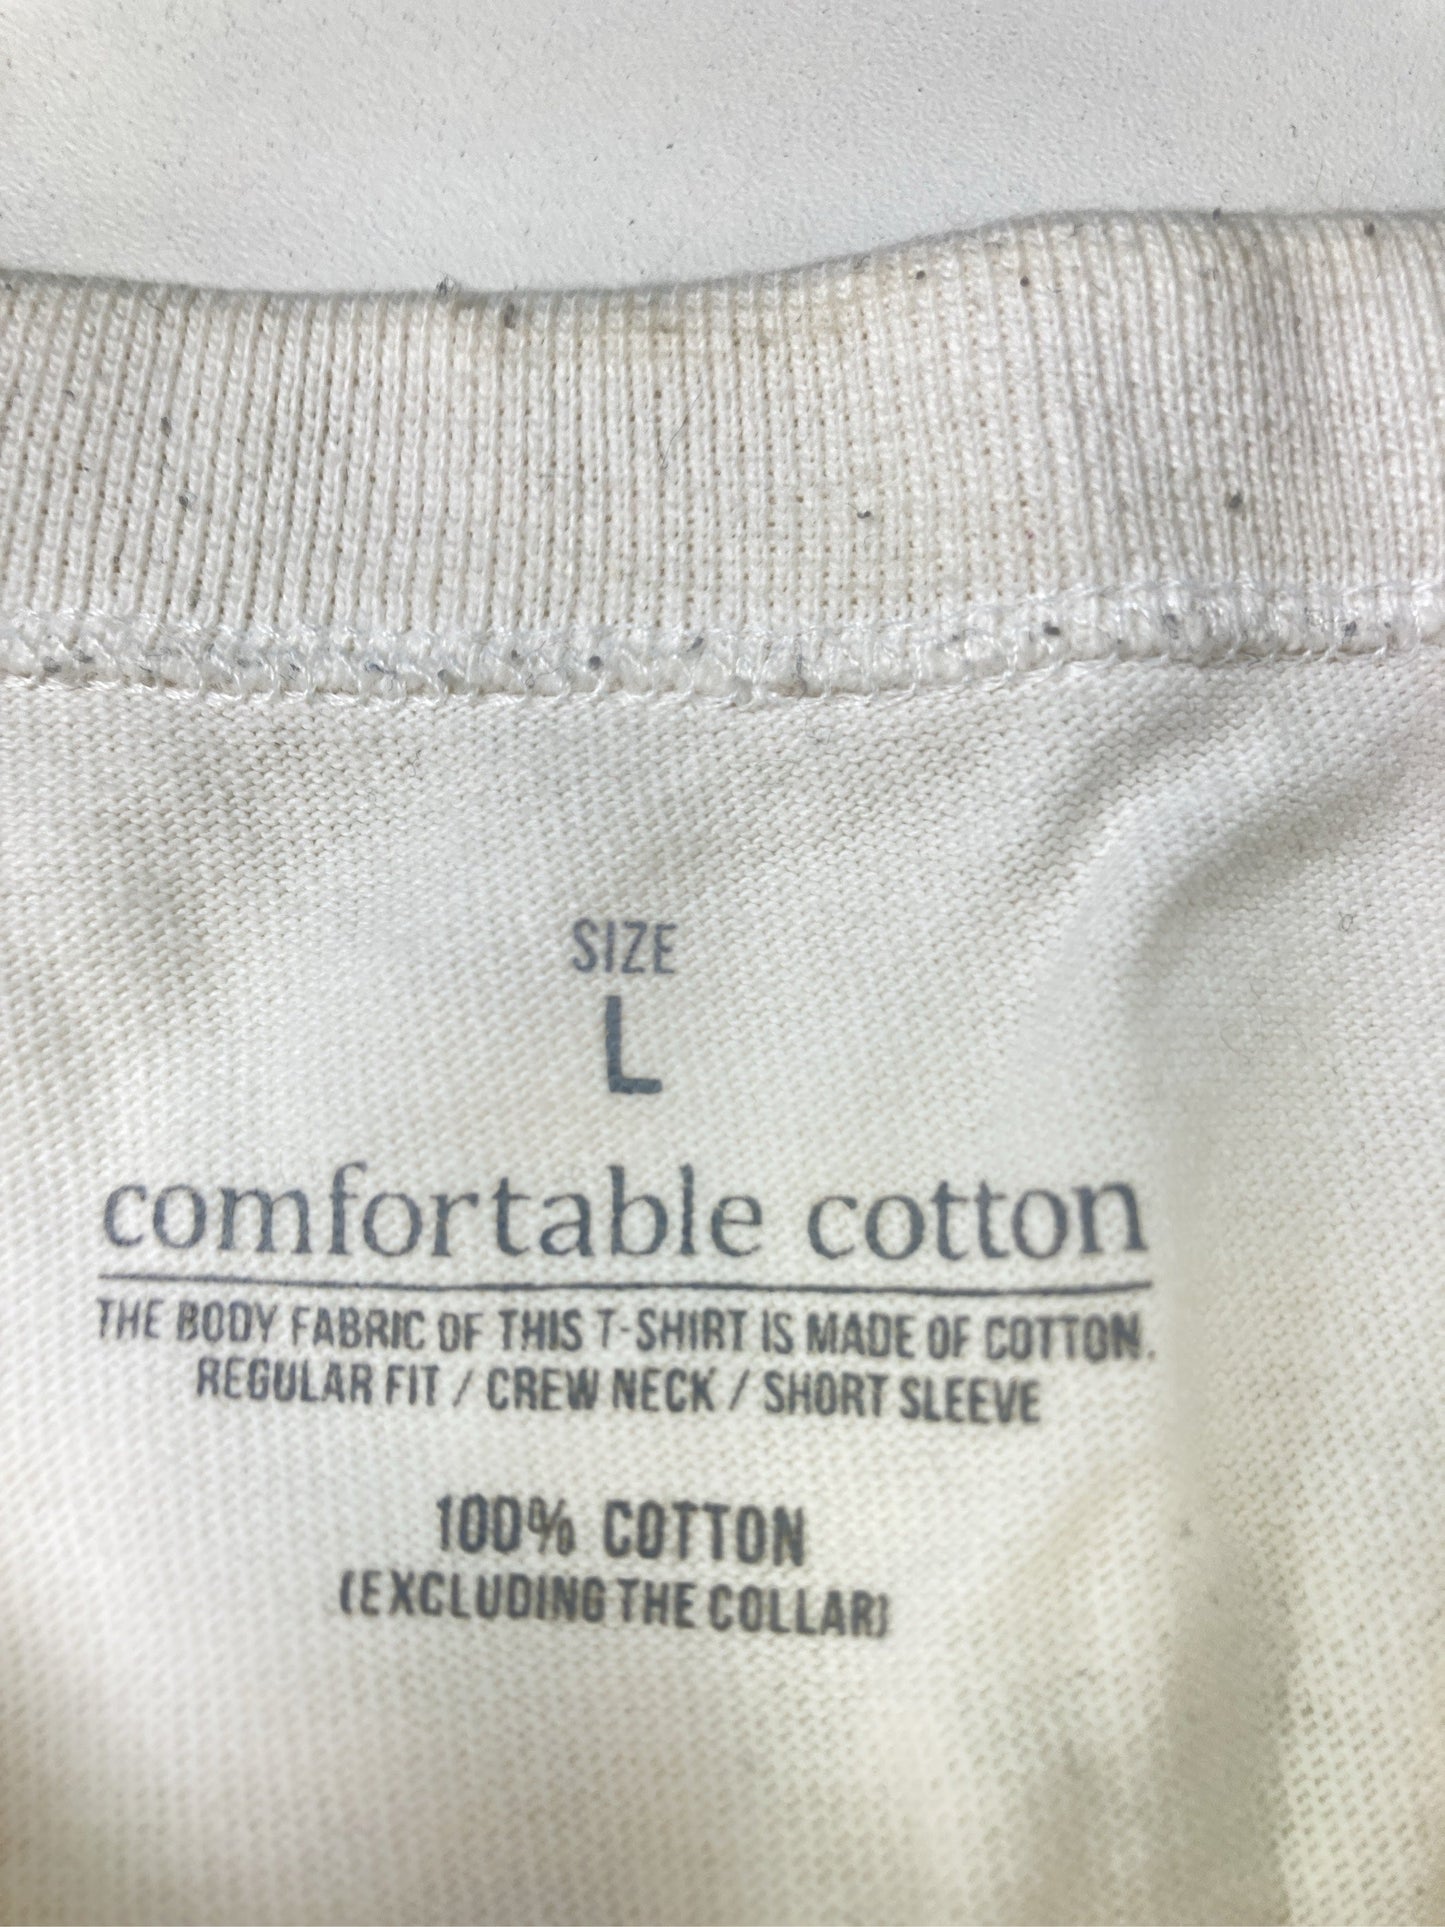 SIZE
L
comfortable cotton
THE BODY FABRIC OF THIS T-SHIRT IS MADE OF COTTON.
REGULAR FIT / CREW NECK / SHORT SLEEVE
100% COTTON
(EXCLUDING THE COLLAR)